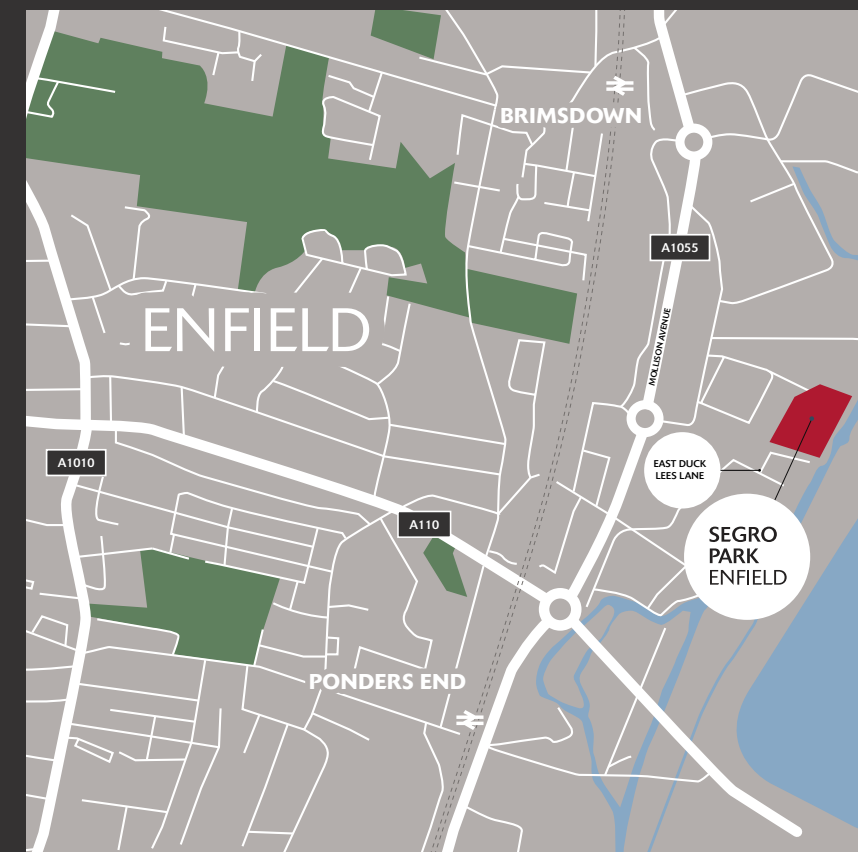 BRIMSDOWN
A1055
ENFIELD
MOLLISON AVENUE
A1010
EAST DUCK
LEES LANE
A110
SEGRO
PARK
ENFIELD
PONDERS END